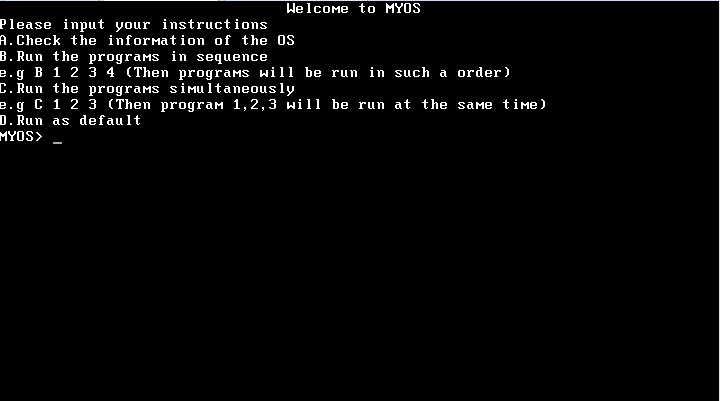 Welcome to MYOS
Please input your instructions
A.Check the information of the OS
B.Run the programs in sequence
e.g B 1 2 3 4 (Then programs will be run in such a order)
C.Run the programs simultaneously
e.g C 1 2 3 (Then program 1,2,3 will be run at the same time)
D.Run as default
MYOS> _